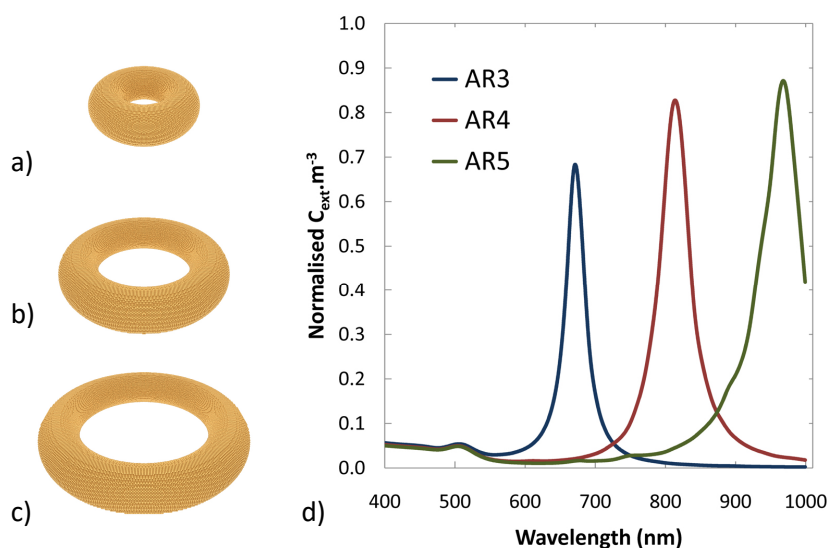 a)
b)
c)
d)
Normalised C_ext.m⁻³
1.0
0.9
0.8
0.7
0.6
0.5
0.4
0.3
0.2
0.1
0.0
AR3
AR4
AR5
400 500 600 700 800 900 1000
Wavelength (nm)